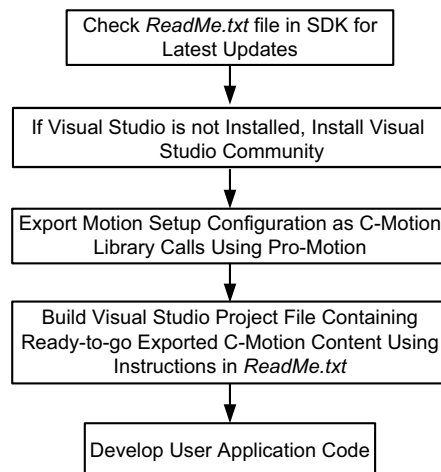 Check ReadMe.txt file in SDK for
Latest Updates
If Visual Studio is not Installed, Install Visual
Studio Community
Export Motion Setup Configuration as C-Motion
Library Calls Using Pro-Motion
Build Visual Studio Project File Containing
Ready-to-go Exported C-Motion Content Using
Instructions in ReadMe.txt
Develop User Application Code